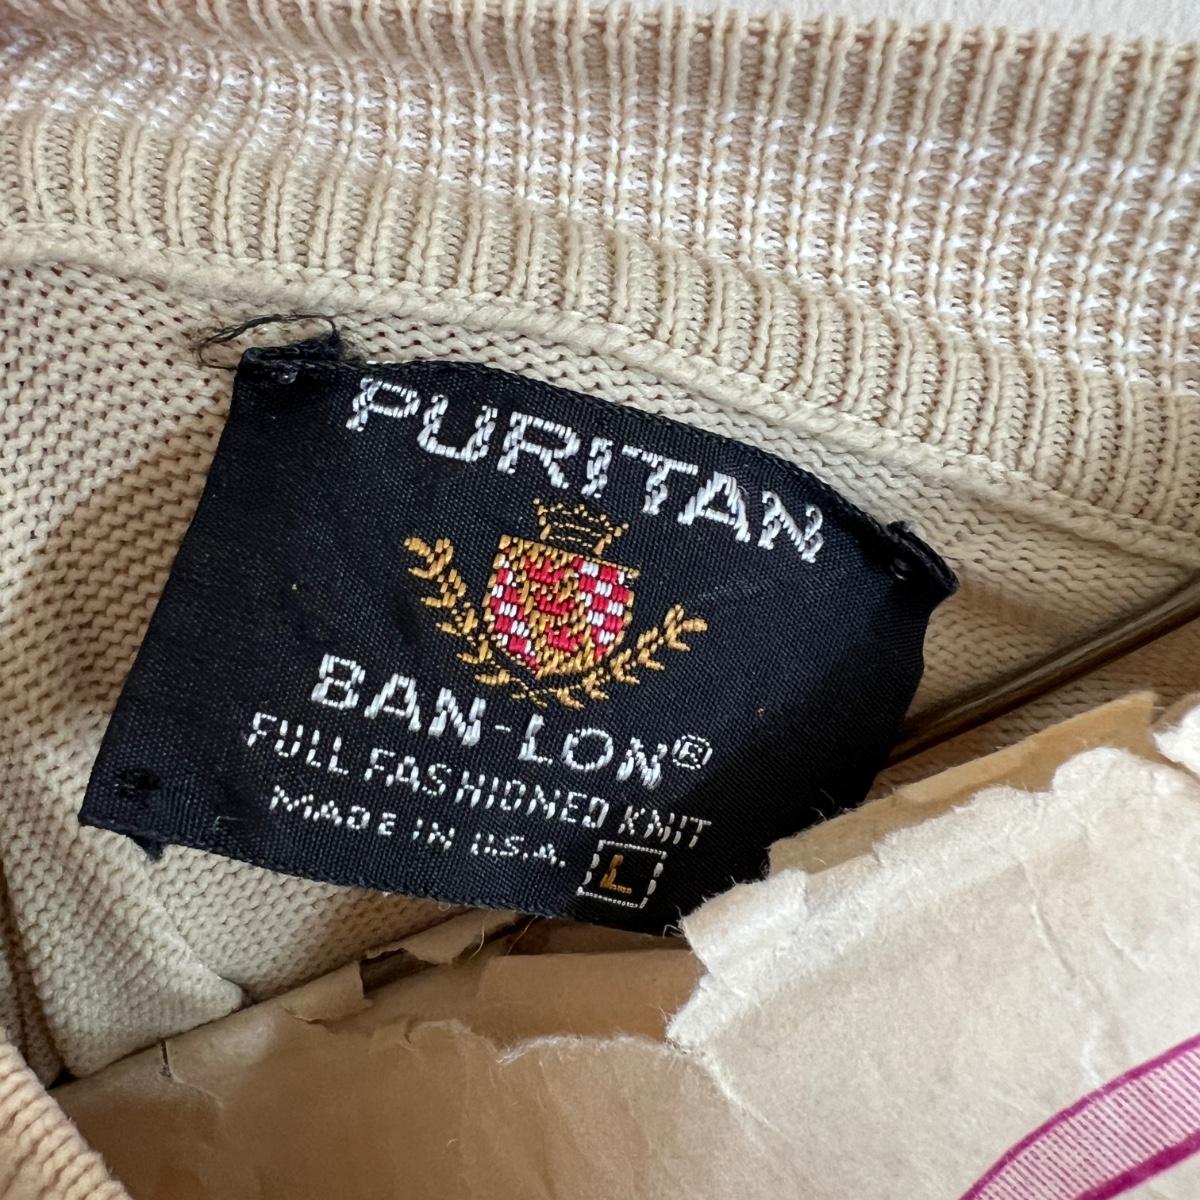 PURITAN
BAN-LON®
FULL FASHIONED KNIT
MADE IN U.S.A.
L